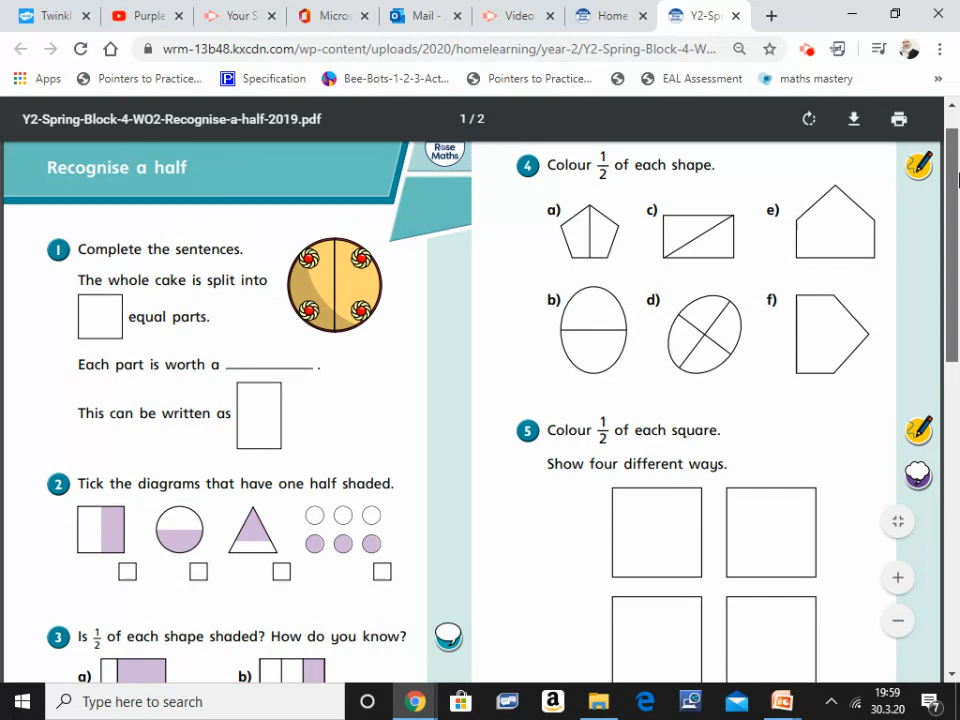 Twinkl
Purple
Your S
Micros
Mail -
Video
Home
Y2-Spr
wrm-13b48.kxcdn.com/wp-content/uploads/2020/homelearning/year-2/Y2-Spring-Block-4-W...
Apps
Pointers to Practice...
Specification
Bee-Bots-1-2-3-Act...
Pointers to Practice...
EAL Assessment
maths mastery
»
Y2-Spring-Block-4-WO2-Recognise-a-half-2019.pdf
1 / 2
Recognise a half
Rose
Maths
1 Complete the sentences.
The whole cake is split into
equal parts.
Each part is worth a ____________ .
This can be written as
2 Tick the diagrams that have one half shaded.
3 Is 1/2 of each shape shaded? How do you know?
a)
b)
4 Colour 1/2 of each shape.
a)
c)
e)
b)
d)
f)
5 Colour 1/2 of each square.
Show four different ways.
Type here to search
19:59
30.3.20
7